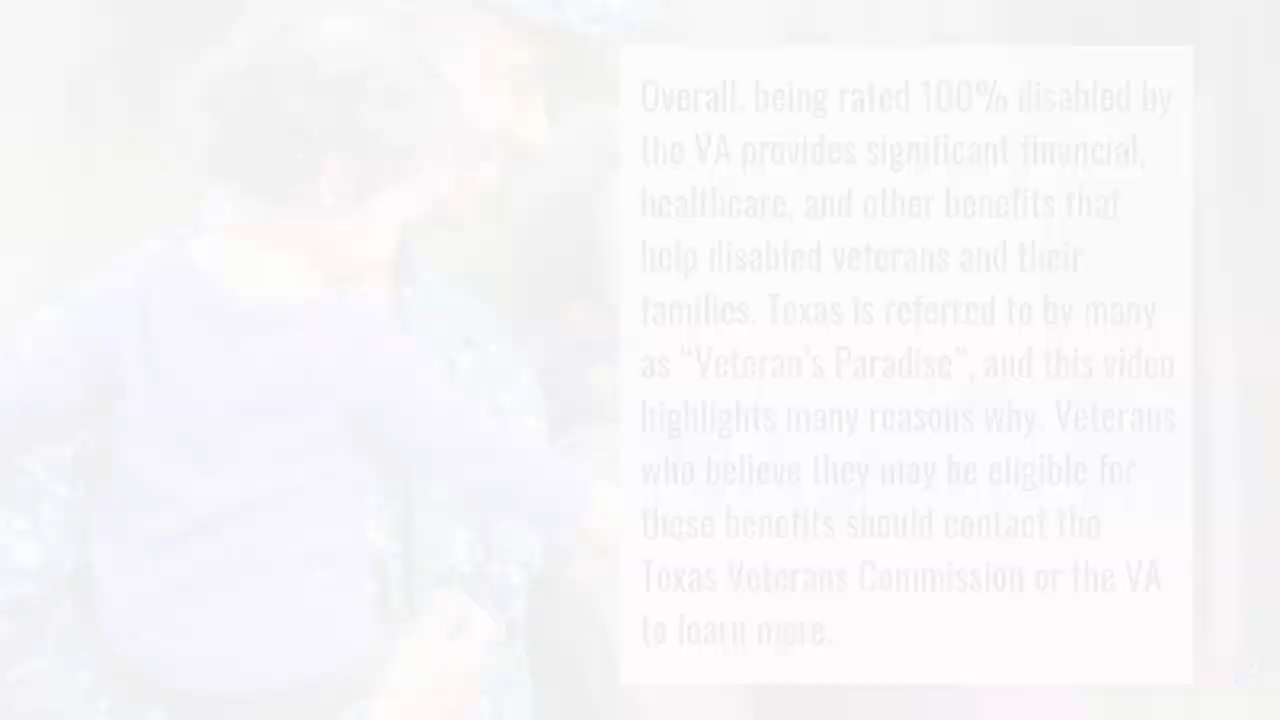 Overall, being rated 100% disabled by
the VA provides significant financial,
healthcare, and other benefits that
help disabled veterans and their
families. Texas is referred to by many
as “Veteran’s Paradise”, and this video
highlights many reasons why. Veterans
who believe they may be eligible for
these benefits should contact the
Texas Veterans Commission or the VA
to learn more.